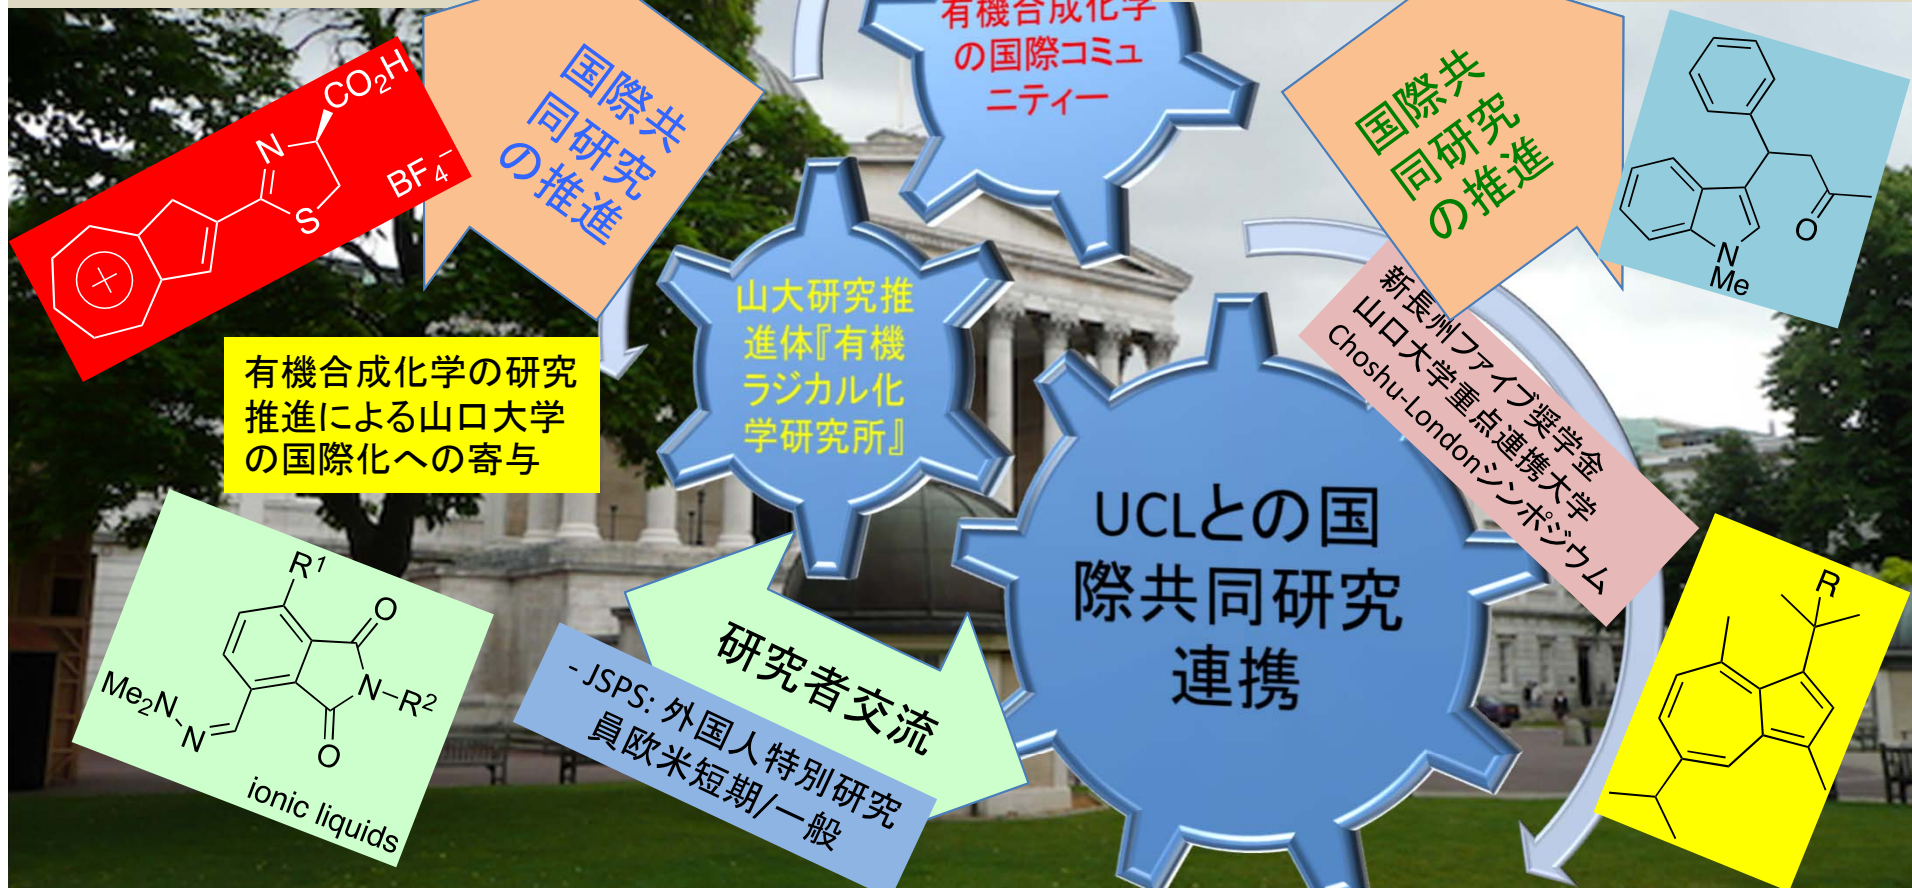 有機合成化学
の国際コミュ
ニティー
国際共
同研究
の推進
国際共
同研究
の推進
CO2H
N
S
BF4−
N
Me
O
山大研究推
進体『有機
ラジカル化
学研究所』
新長州ファイブ奨学金
山口大学重点連携大学
Choshu-Londonシンポジウム
有機合成化学の研究
推進による山口大学
の国際化への寄与
UCLとの国
際共同研究
連携
R1
O
N−R2
O
Me2N
N
ionic liquids
研究者交流
- JSPS: 外国人特別研究
員欧米短期/一般
R